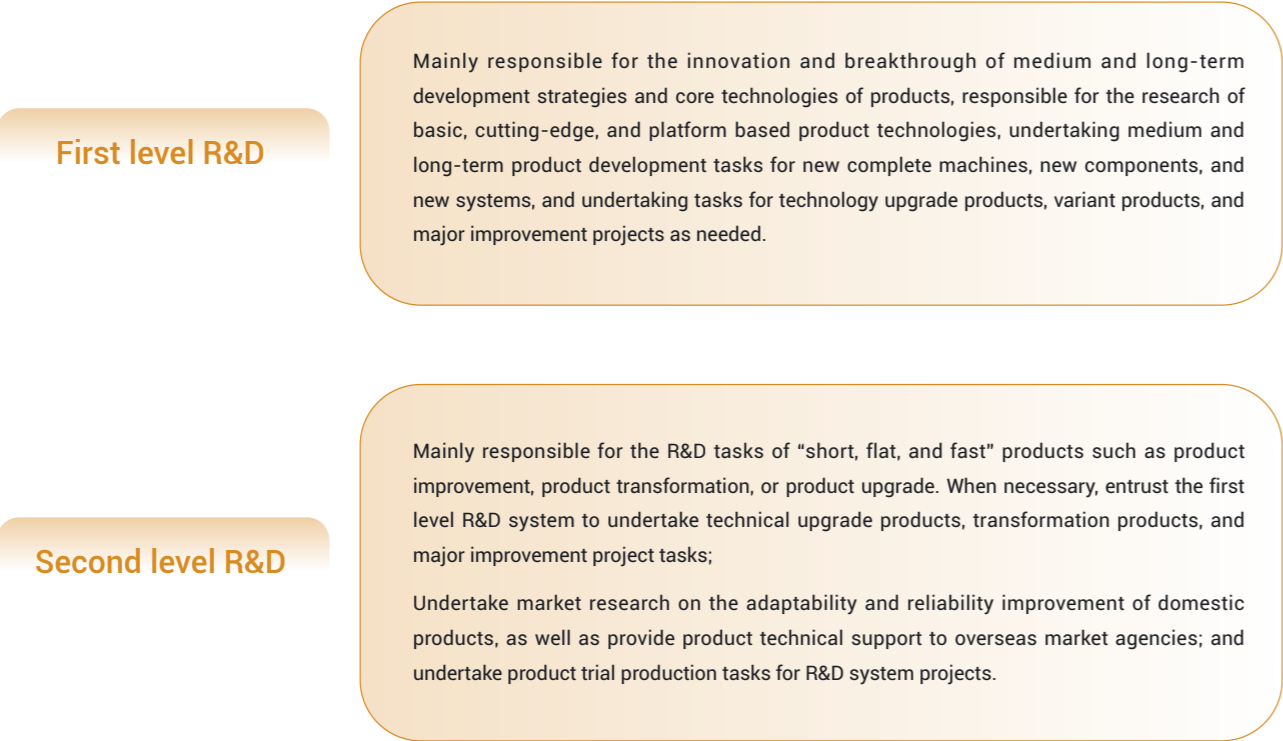 First level R&D
Mainly responsible for the innovation and breakthrough of medium and long-term
development strategies and core technologies of products, responsible for the research of
basic, cutting-edge, and platform based product technologies, undertaking medium and
long-term product development tasks for new complete machines, new components, and
new systems, and undertaking tasks for technology upgrade products, variant products, and
major improvement projects as needed.
Second level R&D
Mainly responsible for the R&D tasks of “short, flat, and fast” products such as product
improvement, product transformation, or product upgrade. When necessary, entrust the first
level R&D system to undertake technical upgrade products, transformation products, and
major improvement project tasks;
Undertake market research on the adaptability and reliability improvement of domestic
products, as well as provide product technical support to overseas market agencies; and
undertake product trial production tasks for R&D system projects.